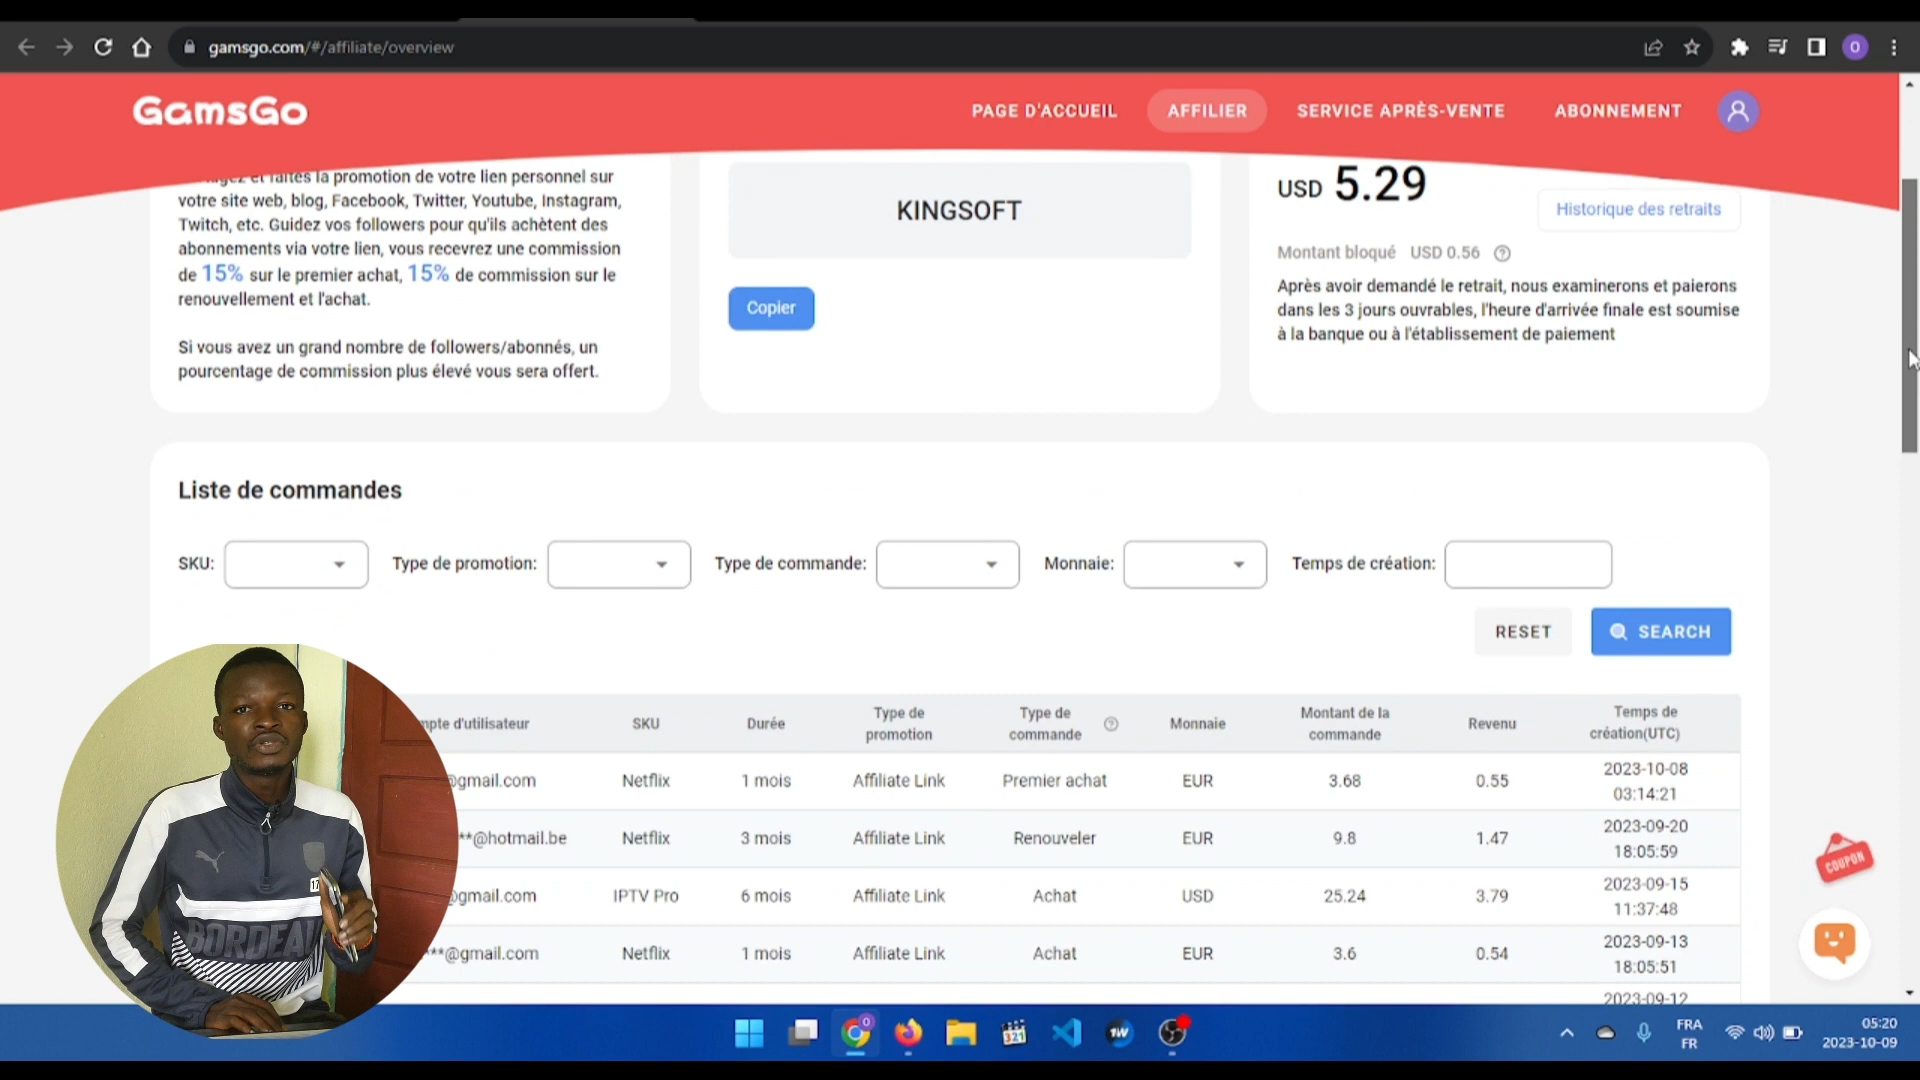 gamsgo.com/#/affiliate/overview
O
GamsGo
PAGE D'ACCUEIL
AFFILIER
SERVICE APRÈS-VENTE
ABONNEMENT
et faites la promotion de votre lien personnel sur
votre site web, blog, Facebook, Twitter, Youtube, Instagram,
Twitch, etc. Guidez vos followers pour qu'ils achètent des
abonnements via votre lien, vous recevrez une commission
de 15% sur le premier achat, 15% de commission sur le
renouvellement et l'achat.
Si vous avez un grand nombre de followers/abonnés, un
pourcentage de commission plus élevé vous sera offert.
KINGSOFT
Copier
USD 5.29
Historique des retraits
Montant bloqué USD 0.56
Après avoir demandé le retrait, nous examinerons et paierons
dans les 3 jours ouvrables, l'heure d'arrivée finale est soumise
à la banque ou à l'établissement de paiement
Liste de commandes
SKU:
Type de promotion:
Type de commande:
Monnaie:
Temps de création:
RESET
SEARCH
mpte d'utilisateur SKU Durée Type de promotion Type de commande Monnaie Montant de la commande Revenu Temps de création(UTC)
@gmail.com Netflix 1 mois Affiliate Link Premier achat EUR 3.68 0.55 2023-10-08 03:14:21
**@hotmail.be Netflix 3 mois Affiliate Link Renouveler EUR 9.8 1.47 2023-09-20 18:05:59
@gmail.com IPTV Pro 6 mois Affiliate Link Achat USD 25.24 3.79 2023-09-15 11:37:48
**@gmail.com Netflix 1 mois Affiliate Link Achat EUR 3.6 0.54 2023-09-13 18:05:51
2023-09-12
COUPON
17
BORDEAU
321
1W
FRA
FR
05:20
2023-10-09